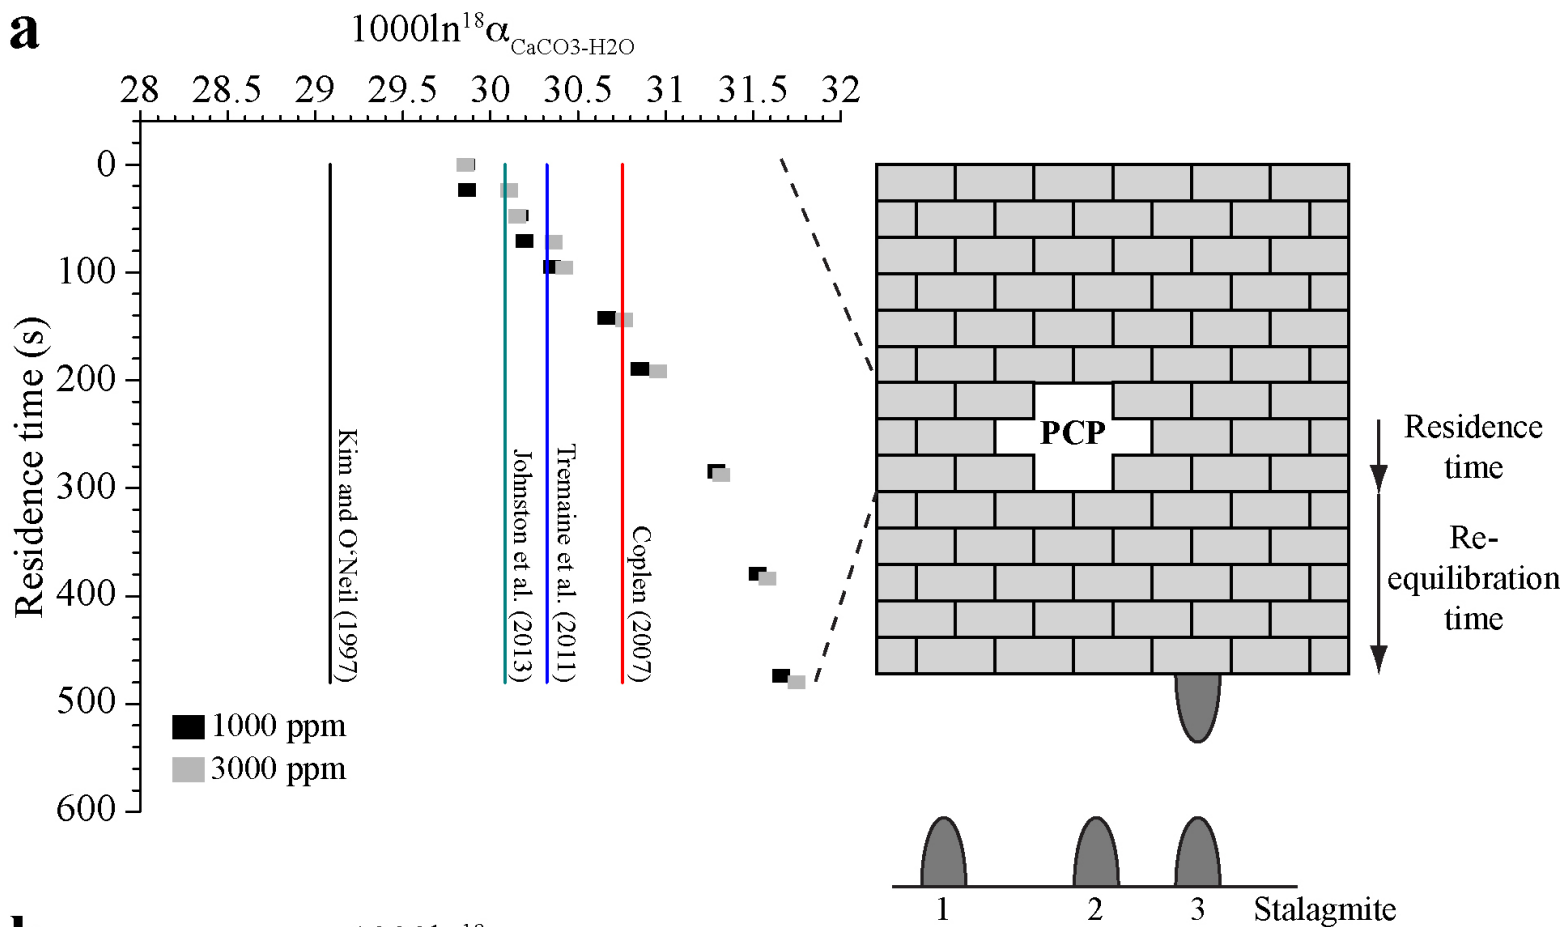 a
1000ln18αCaCO3-H2O
28 28.5 29 29.5 30 30.5 31 31.5 32
Residence time (s)
0
100
200
300
400
500
600
Kim and O'Neil (1997)
Johnston et al. (2013)
Tremaine et al. (2011)
Coplen (2007)
1000 ppm
3000 ppm
PCP
Residence
time
Re-
equilibration
time
1 2 3 Stalagmite